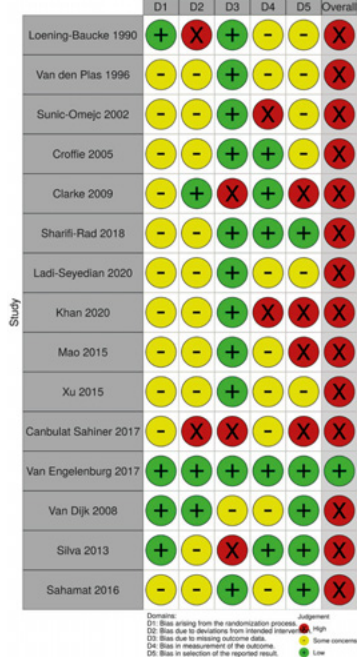 D1 D2 D3 D4 D5 Overall
Loening-Baucke 1990 + X + - - X
Van den Plas 1996 - - + - - X
Sunic-Omejc 2002 - - + X - X
Croffie 2005 - - + + - X
Clarke 2009 - + X + X X
Sharifi-Rad 2018 - - + + + X
Ladi-Seyedian 2020 - - + - - X
Study
Khan 2020 - - + X X X
Mao 2015 - - + - X X
Xu 2015 - - + - - X
Canbulat Sahiner 2017 - X X - X X
Van Engelenburg 2017 + + + + + +
Van Dijk 2008 + + - - + X
Silva 2013 + - X + + X
Sahamat 2016 - - + - + X
Domains:
D1: Bias arising from the randomization process.
D2: Bias due to deviations from intended
D3: Bias due to missing outcome data.
D4: Bias in measurement of the outcome.
D5: Bias in selection of the reported result.
Judgement
X High
- Some concerns
+ Low